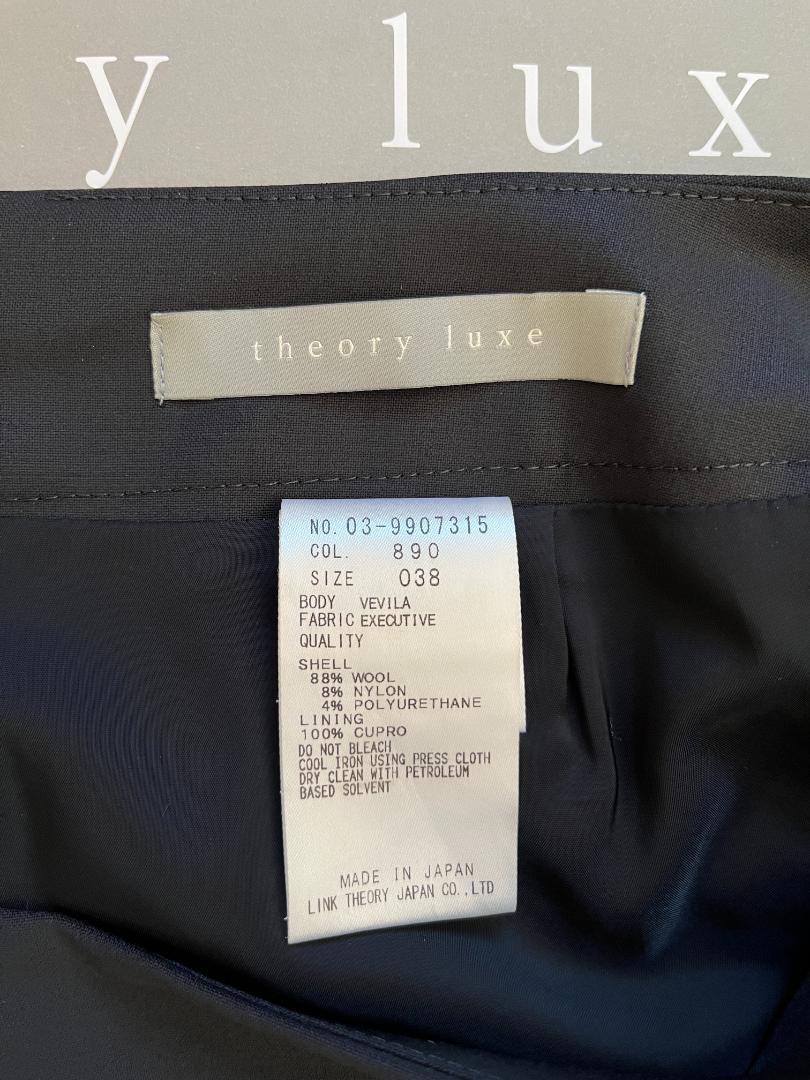 y lux
theory luxe
NO. 03-9907315
COL. 890
SIZE 038
BODY VEVILA
FABRIC EXECUTIVE
QUALITY
SHELL
88% WOOL
8% NYLON
4% POLYURETHANE
LINING
100% CUPRO
DO NOT BLEACH
COOL IRON USING PRESS CLOTH
DRY CLEAN WITH PETROLEUM
BASED SOLVENT
MADE IN JAPAN
LINK THEORY JAPAN CO.,LTD